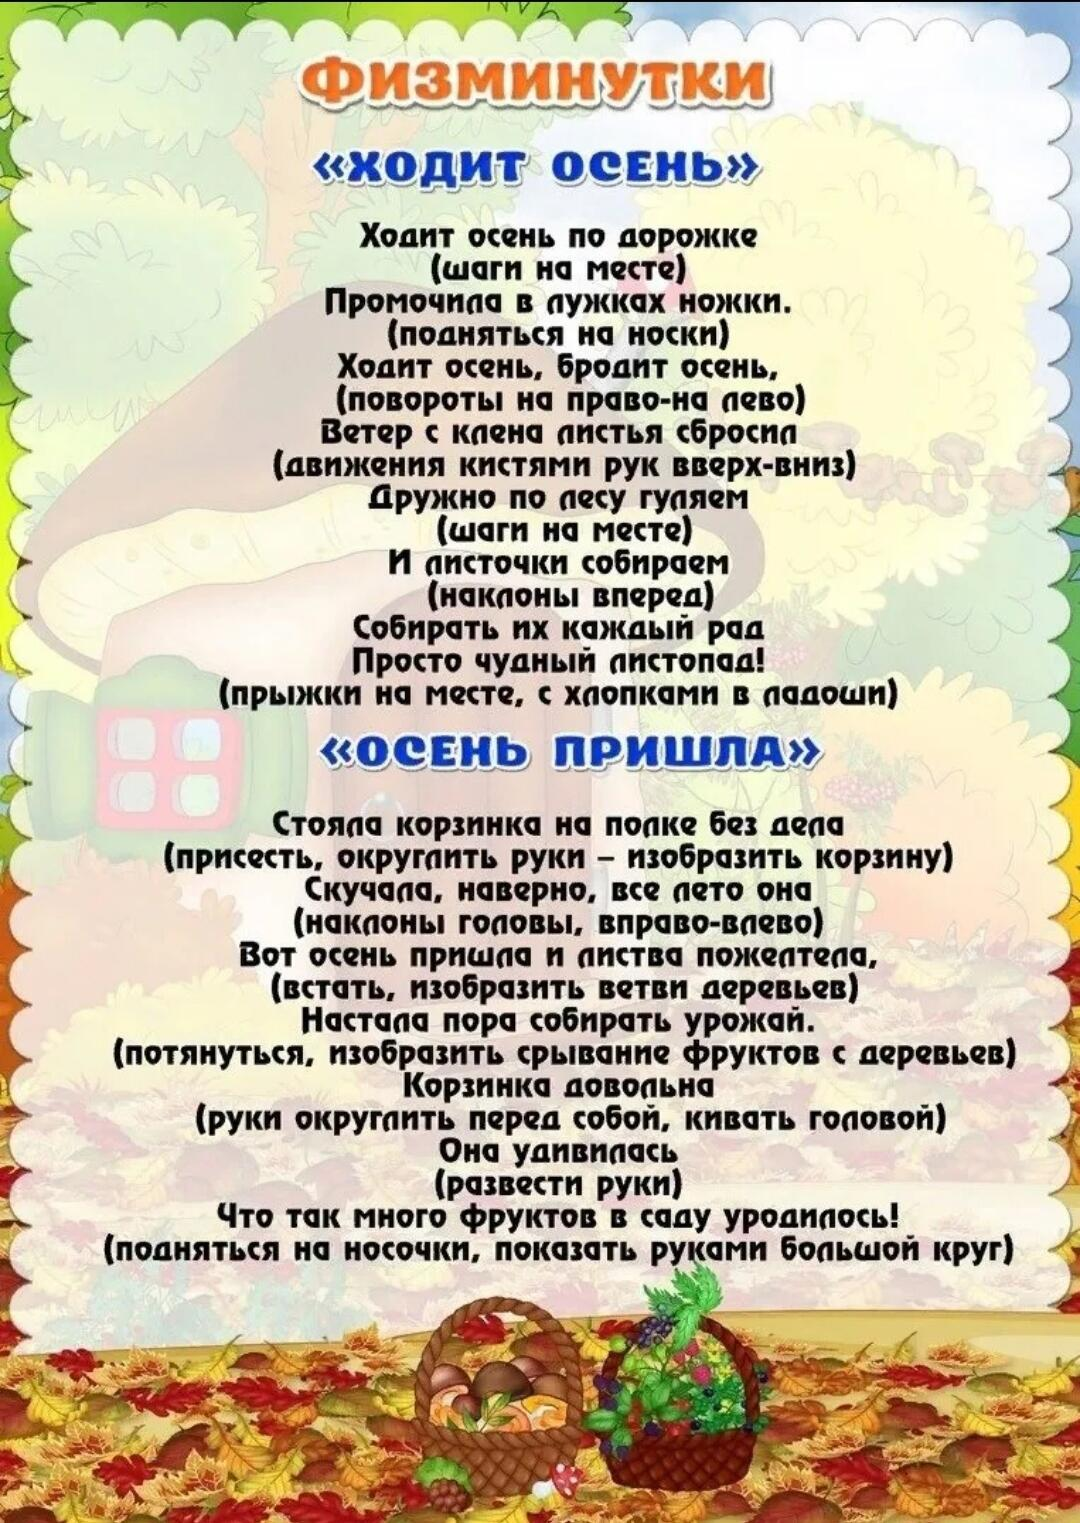 ФИЗМИНУТКИ
«ХОДИТ ОСЕНЬ»
Ходит осень по дорожке
(шаги на месте)
Промочила в лужках ножки.
(подняться на носки)
Ходит осень, бродит осень,
(повороты на право-на лево)
Ветер с клена листья сбросил
(движения кистями рук вверх-вниз)
Дружно по лесу гуляем
(шаги на месте)
И листочки собираем
(наклоны вперед)
Собирать их каждый рад
Просто чудный листопад!
(прыжки на месте, с хлопками в ладоши)
«ОСЕНЬ ПРИШЛА»
Стояла корзинка на полке без дела
(присесть, округлить руки – изобразить корзину)
Скучала, наверно, все лето она
(наклоны головы, вправо-влево)
Вот осень пришла и листва пожелтела,
(встать, изобразить ветви деревьев)
Настала пора собирать урожай.
(потянуться, изобразить срывание фруктов с деревьев)
Корзинка довольна
(руки округлить перед собой, кивать головой)
Она удивилась
(развести руки)
Что так много фруктов в саду уродилось!
(подняться на носочки, показать руками большой круг)